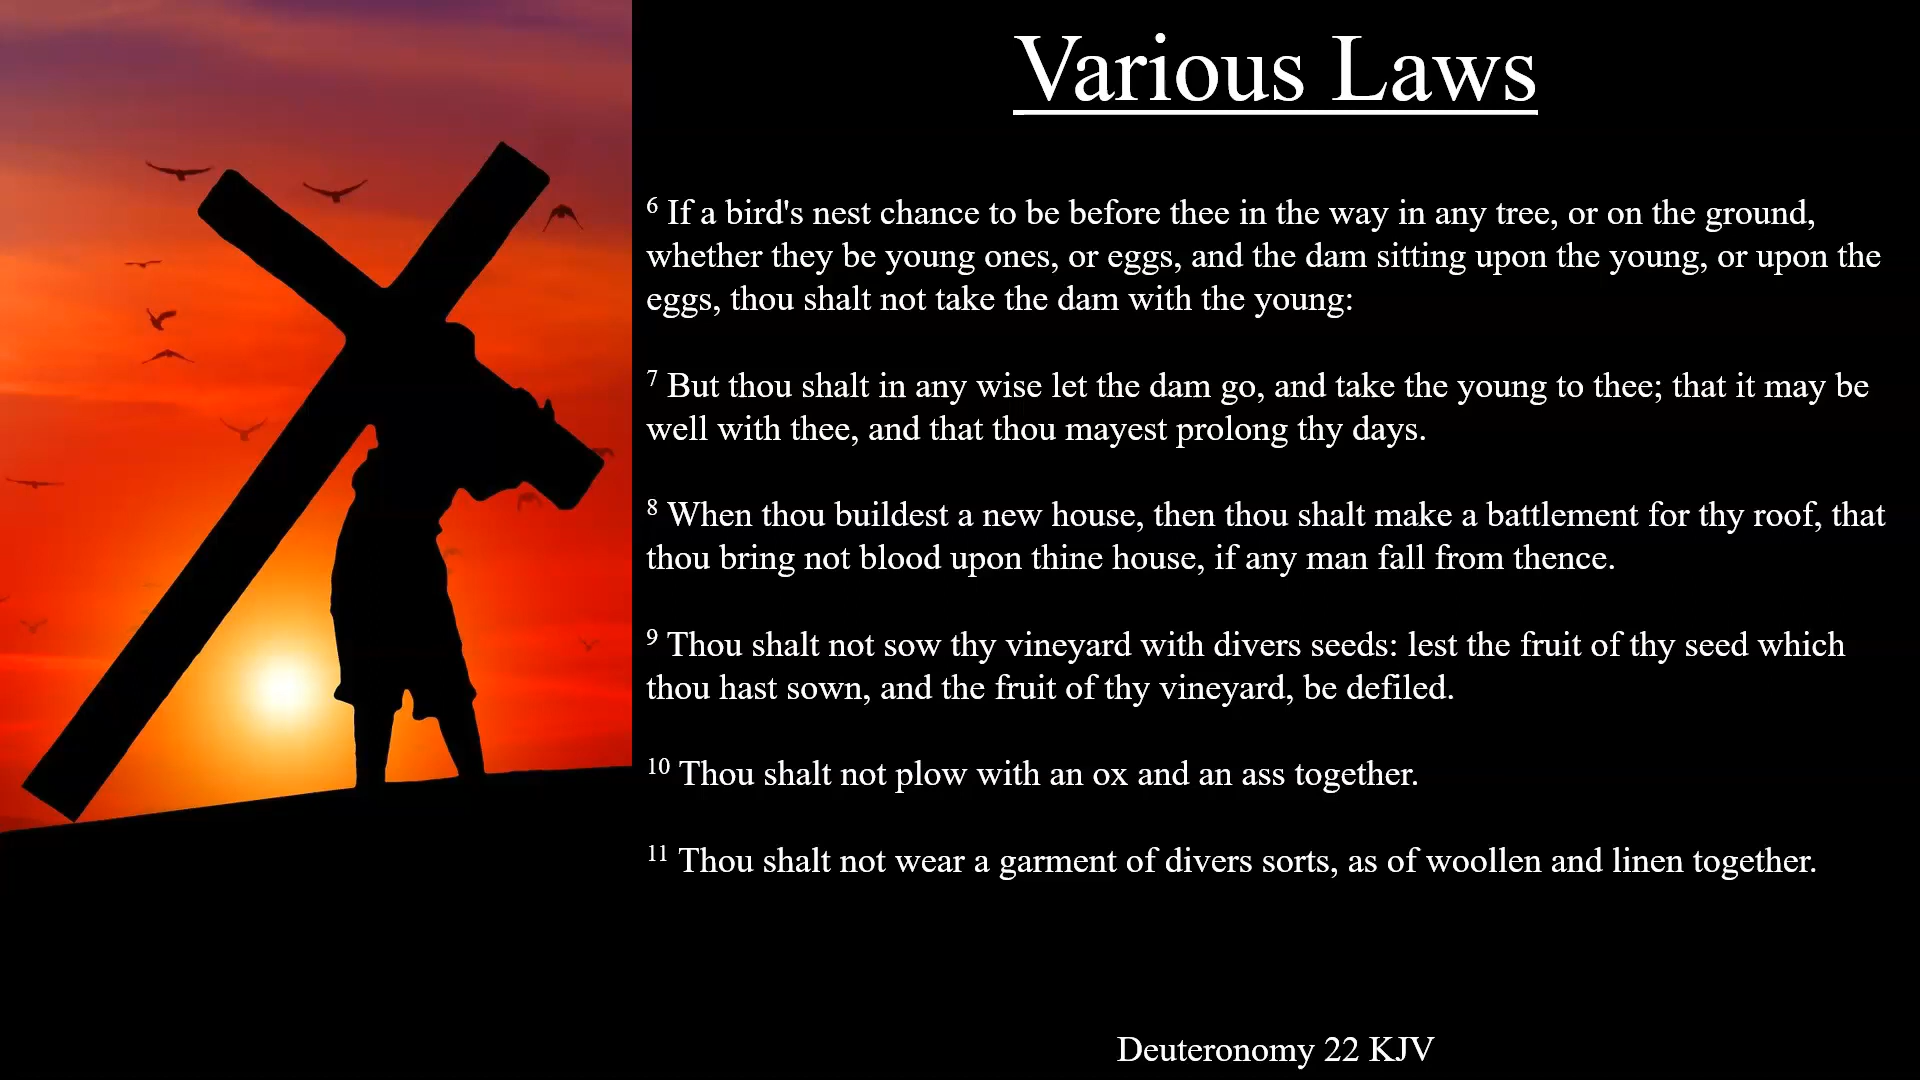 Various Laws
6 If a bird's nest chance to be before thee in the way in any tree, or on the ground,
whether they be young ones, or eggs, and the dam sitting upon the young, or upon the
eggs, thou shalt not take the dam with the young:
7 But thou shalt in any wise let the dam go, and take the young to thee; that it may be
well with thee, and that thou mayest prolong thy days.
8 When thou buildest a new house, then thou shalt make a battlement for thy roof, that
thou bring not blood upon thine house, if any man fall from thence.
9 Thou shalt not sow thy vineyard with divers seeds: lest the fruit of thy seed which
thou hast sown, and the fruit of thy vineyard, be defiled.
10 Thou shalt not plow with an ox and an ass together.
11 Thou shalt not wear a garment of divers sorts, as of woollen and linen together.
Deuteronomy 22 KJV